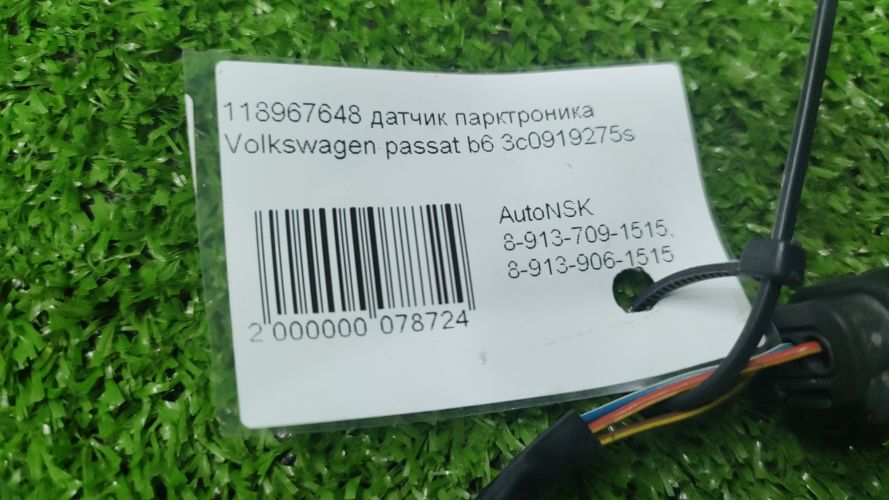 118967648 датчик парктроника
Volkswagen passat b6 3c0919275s
AutoNSK
8-913-709-1515,
8-913-906-1515
2 000000 078724